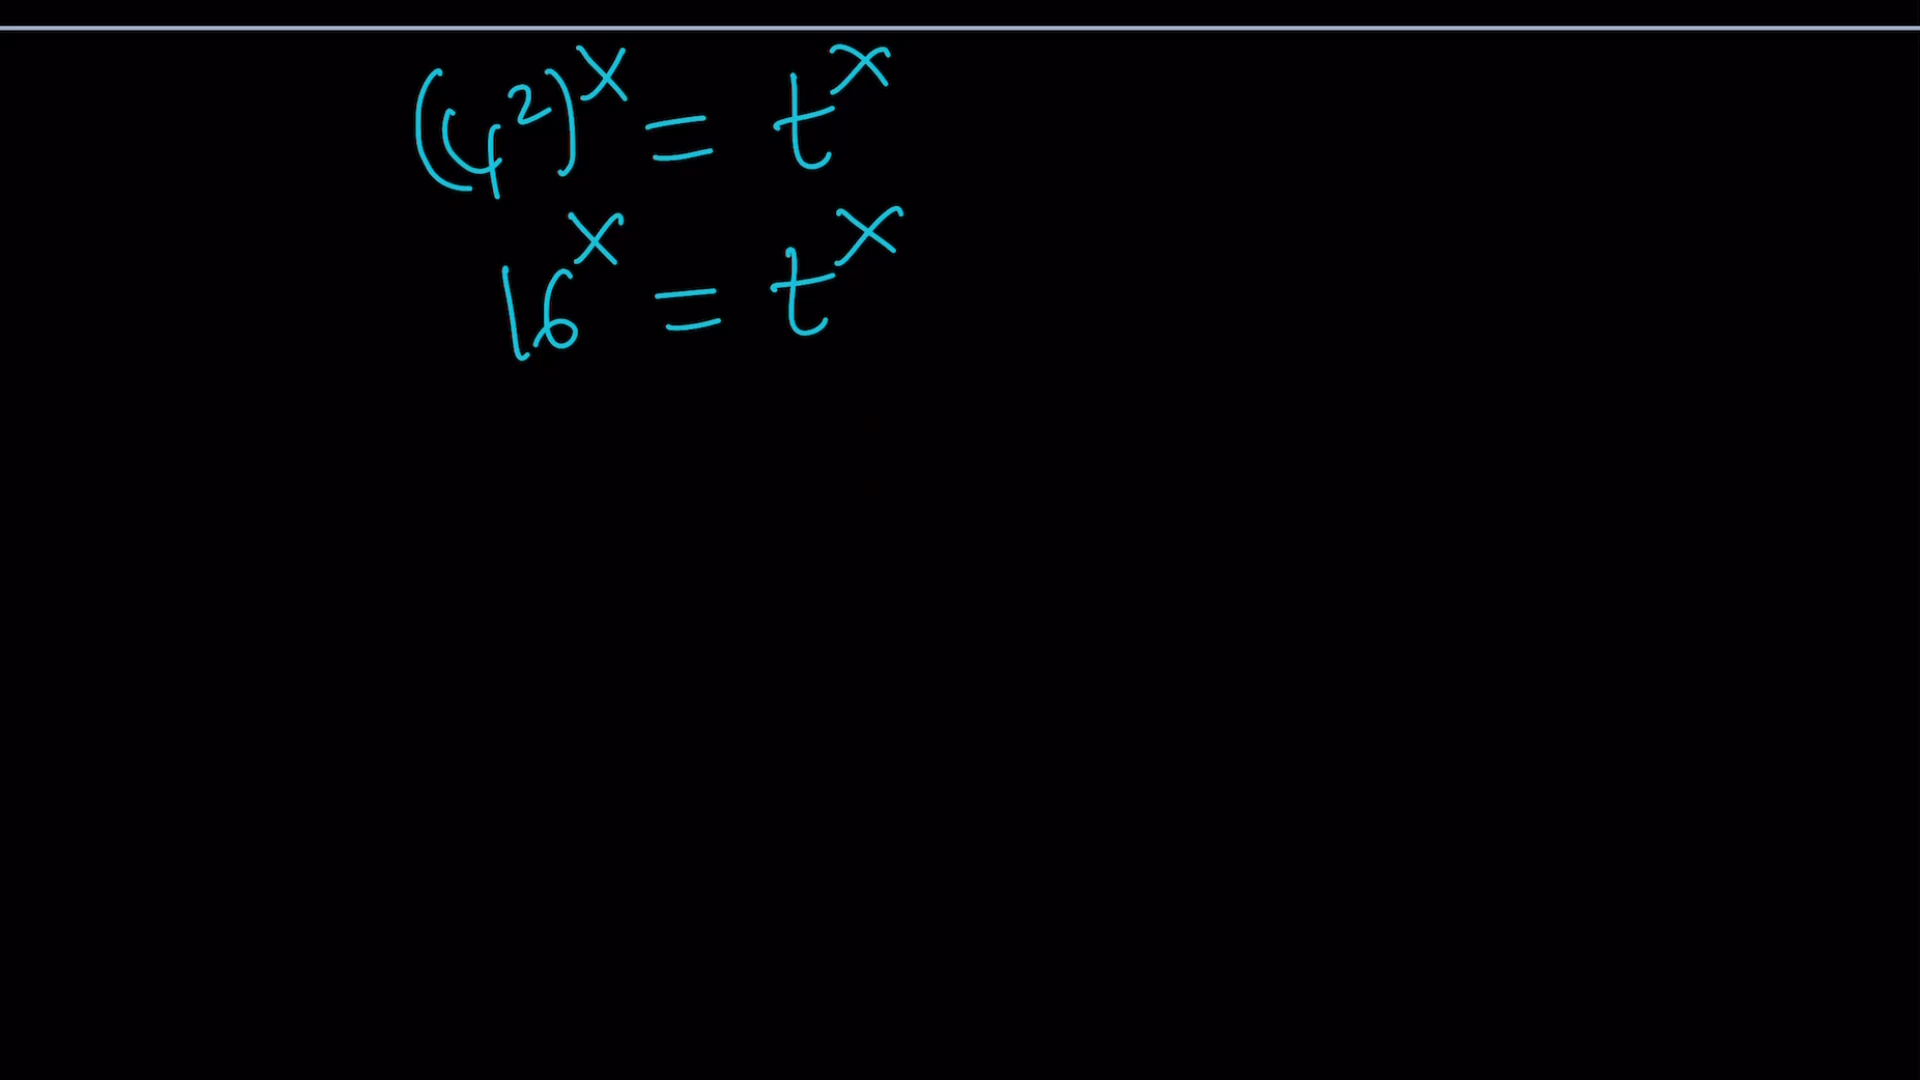 (4²)ˣ = tˣ
16ˣ = tˣ